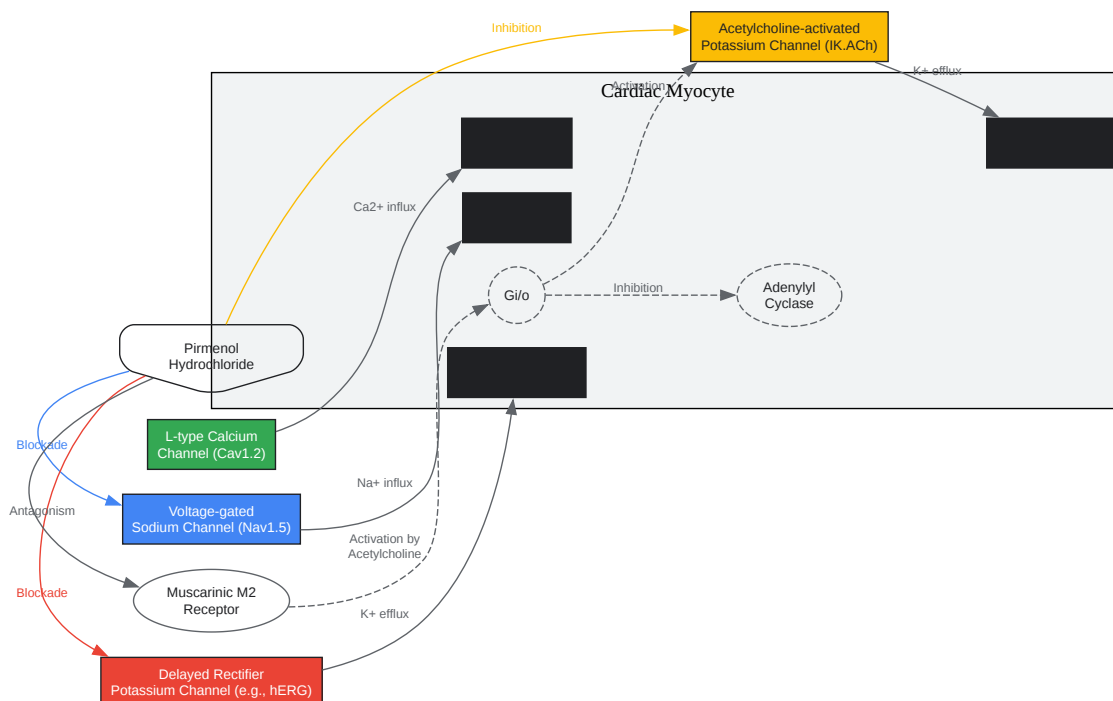 Inhibition
Acetylcholine-activated
Potassium Channel (IK.ACh)
K+ efflux
Activation
Cardiac Myocyte
Ca2+ influx
Gi/o
Inhibition
Adenylyl
Cyclase
Pirmenol
Hydrochloride
L-type Calcium
Channel (Cav1.2)
Blockade
Na+ influx
Voltage-gated
Sodium Channel (Nav1.5)
Antagonism
Activation by
Acetylcholine
Muscarinic M2
Receptor
Blockade
K+ efflux
Delayed Rectifier
Potassium Channel (e.g., hERG)